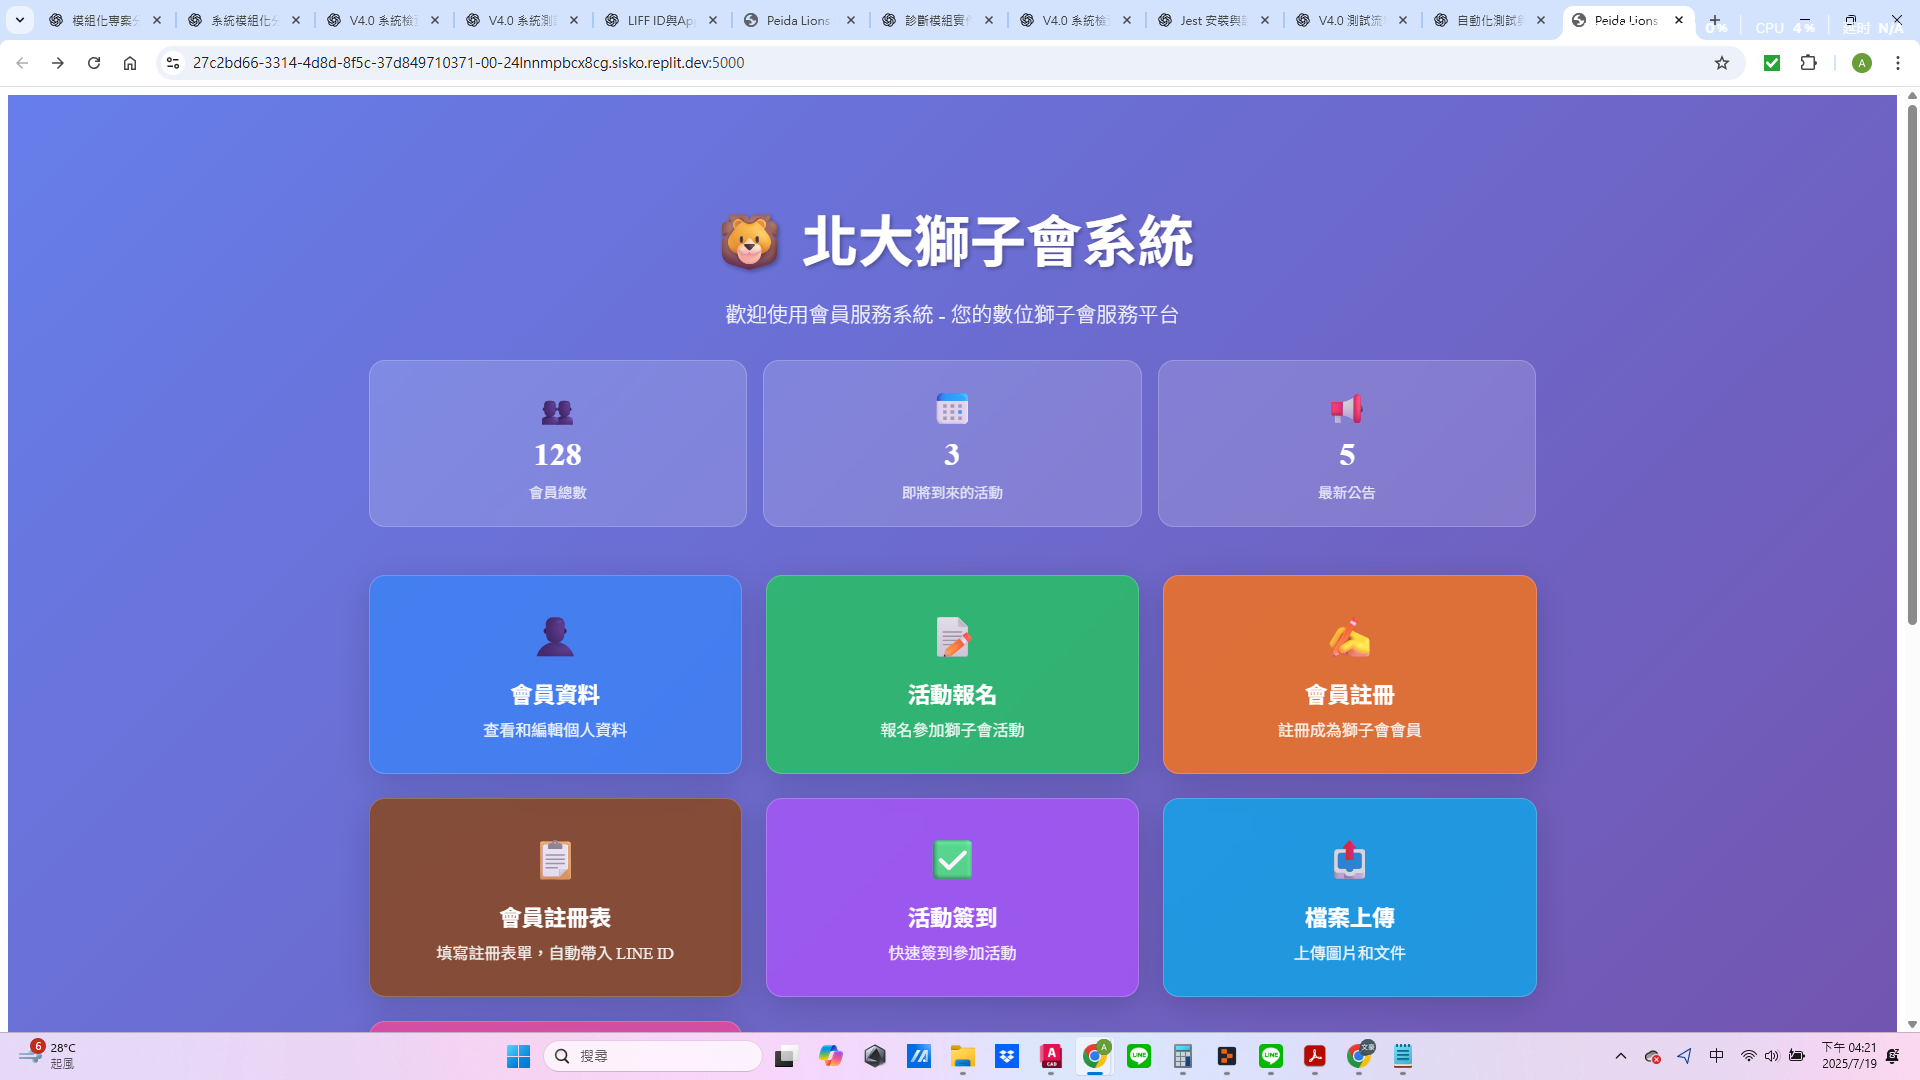 模組化專案分
系統模組化分
V4.0 系統檢
V4.0 系統測
LIFF ID與App
Peida Lions
診斷模組實作
V4.0 系統檢
Jest 安裝與
V4.0 測試流
自動化測試
Peida Lions
0% CPU 4% 延时 N/A
27c2bd66-3314-4d8d-8f5c-37d849710371-00-24lnnmpbcx8cg.sisko.replit.dev:5000
A
北大獅子會系統
歡迎使用會員服務系統 - 您的數位獅子會服務平台
128
會員總數
3
即將到來的活動
5
最新公告
會員資料
查看和編輯個人資料
活動報名
報名參加獅子會活動
會員註冊
註冊成為獅子會會員
會員註冊表
填寫註冊表單，自動帶入 LINE ID
活動簽到
快速簽到參加活動
檔案上傳
上傳圖片和文件
6
28°C
起風
搜尋
中
下午 04:21
2025/7/19